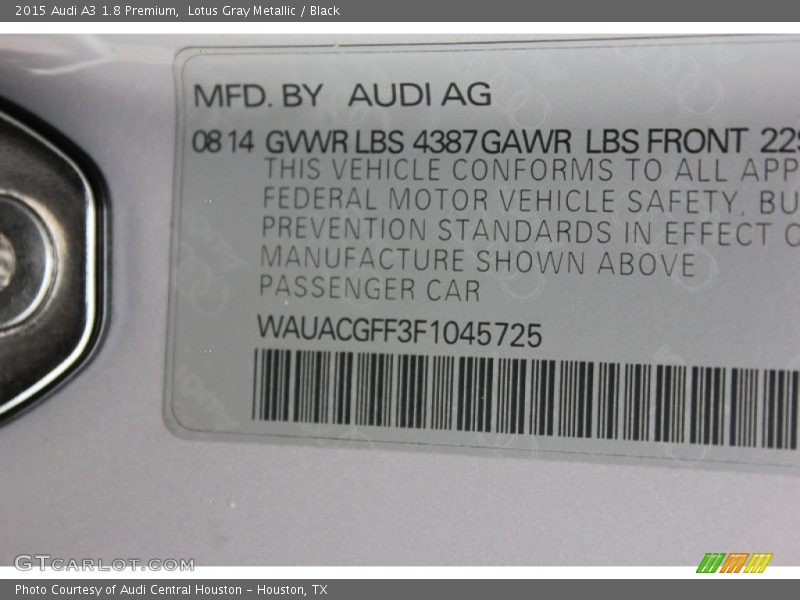 2015 Audi A3 1.8 Premium, Lotus Gray Metallic / Black
MFD. BY AUDI AG
08 14 GVWR LBS 4387 GAWR LBS FRONT
THIS VEHICLE CONFORMS TO ALL
FEDERAL MOTOR VEHICLE SAFETY,
PREVENTION STANDARDS IN EFFECT
MANUFACTURE SHOWN ABOVE
PASSENGER CAR
WAUACGFF3F1045725
GTCARLOT.COM
Photo Courtesy of Audi Central Houston - Houston, TX